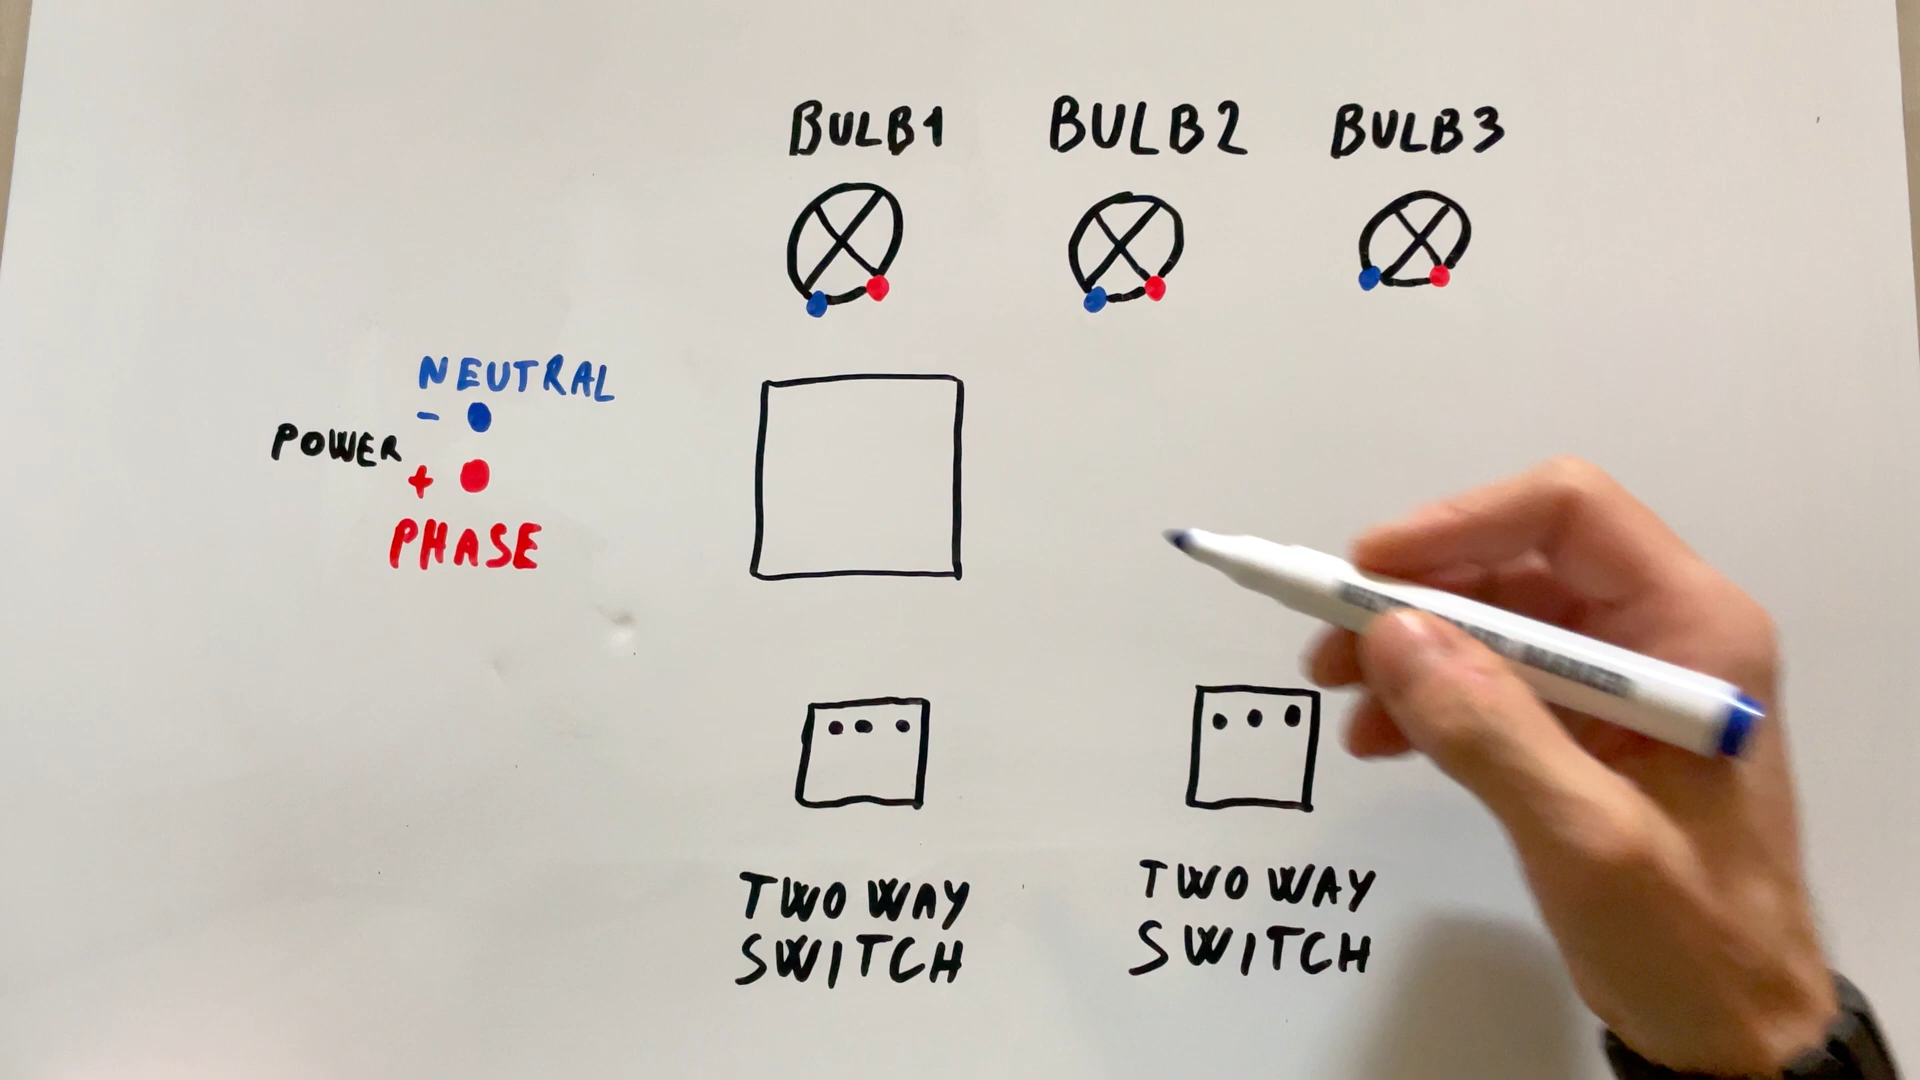 BULB1 BULB2 BULB3
NEUTRAL
-
POWER
+
PHASE
TWO WAY
SWITCH
TWO WAY
SWITCH